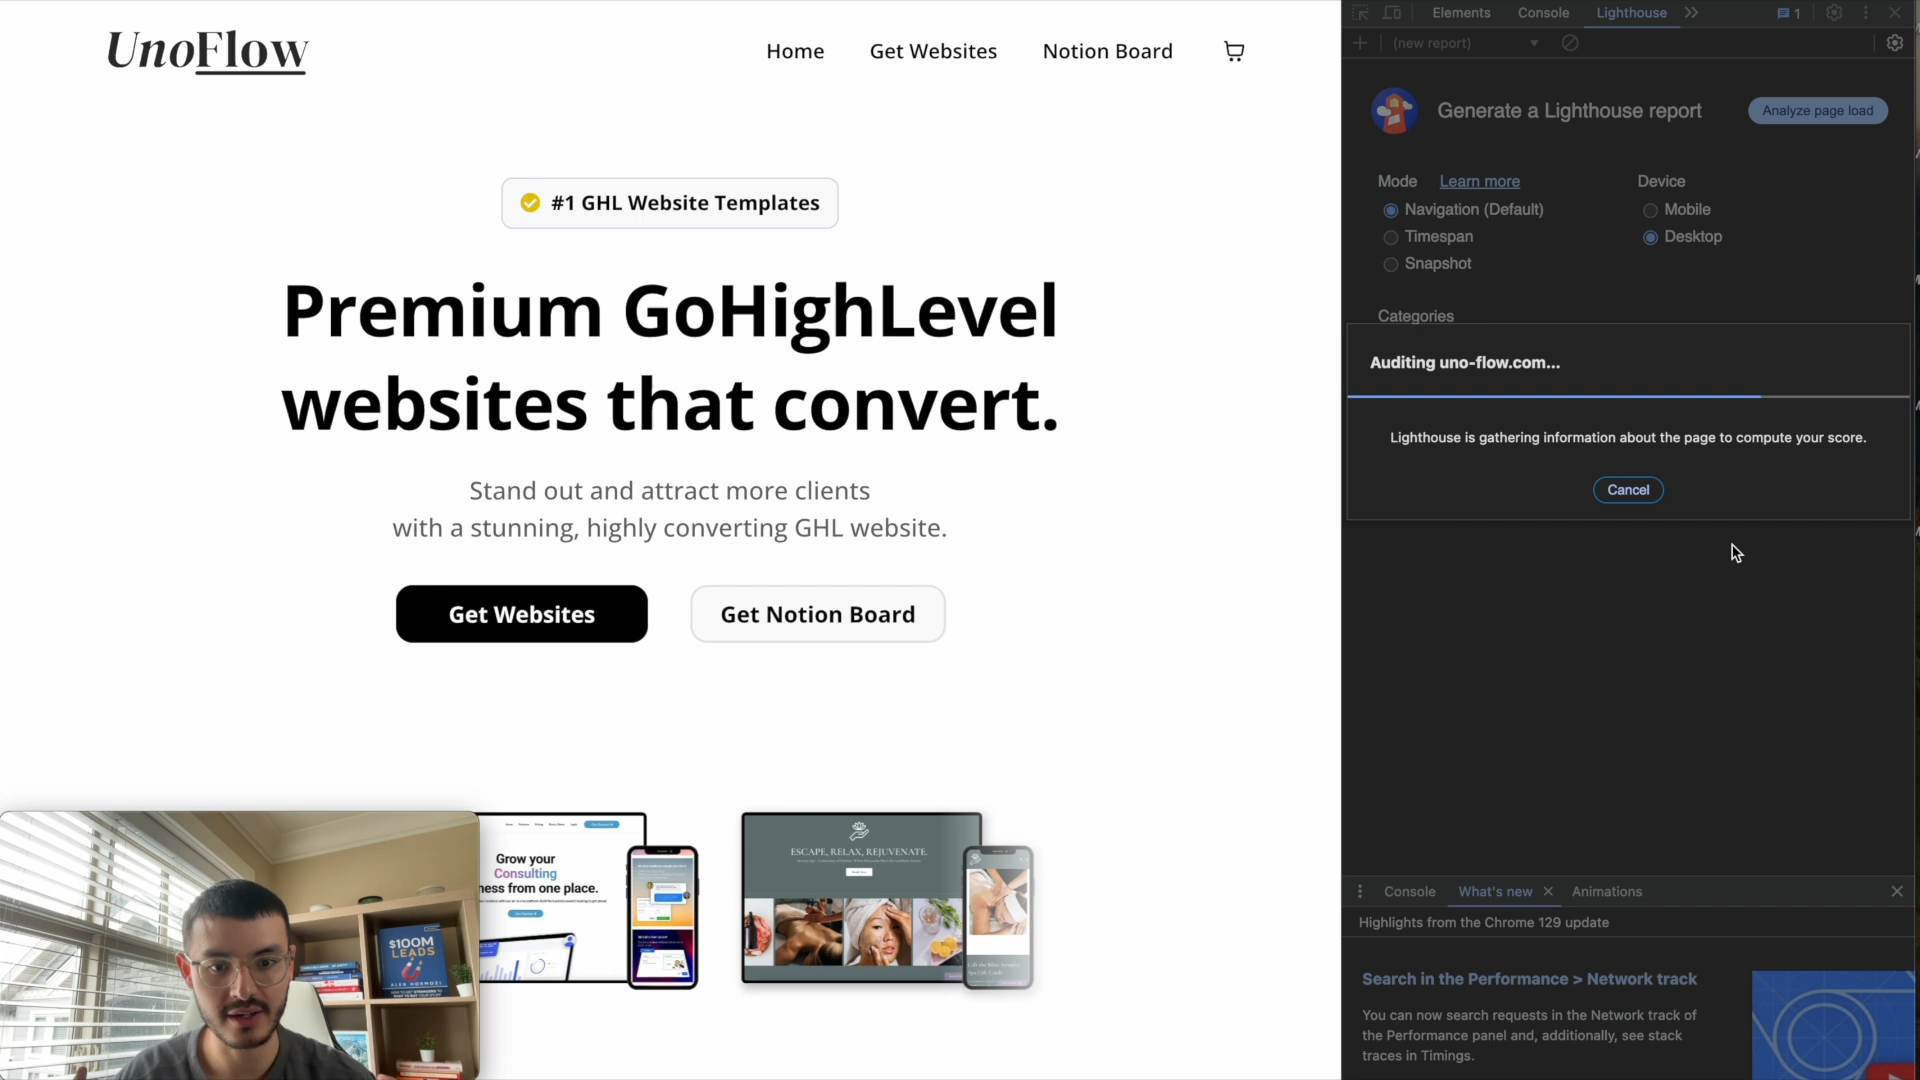 UnoFlow
Home
Get Websites
Notion Board
#1 GHL Website Templates
Premium GoHighLevel
websites that convert.
Stand out and attract more clients
with a stunning, highly converting GHL website.
Get Websites
Get Notion Board
Grow your
Consulting
ness from one place.
ESCAPE, RELAX, REJUVENATE.
$100M
LEADS
ALEX HORMOZI
Elements
Console
Lighthouse
1
(new report)
Generate a Lighthouse report
Analyze page load
Mode
Learn more
Device
Navigation (Default)
Mobile
Timespan
Desktop
Snapshot
Categories
Auditing uno-flow.com...
Lighthouse is gathering information about the page to compute your score.
Cancel
Console
What's new
Animations
Highlights from the Chrome 129 update
Search in the Performance > Network track
You can now search requests in the Network track of
the Performance panel and, additionally, see stack
traces in Timings.